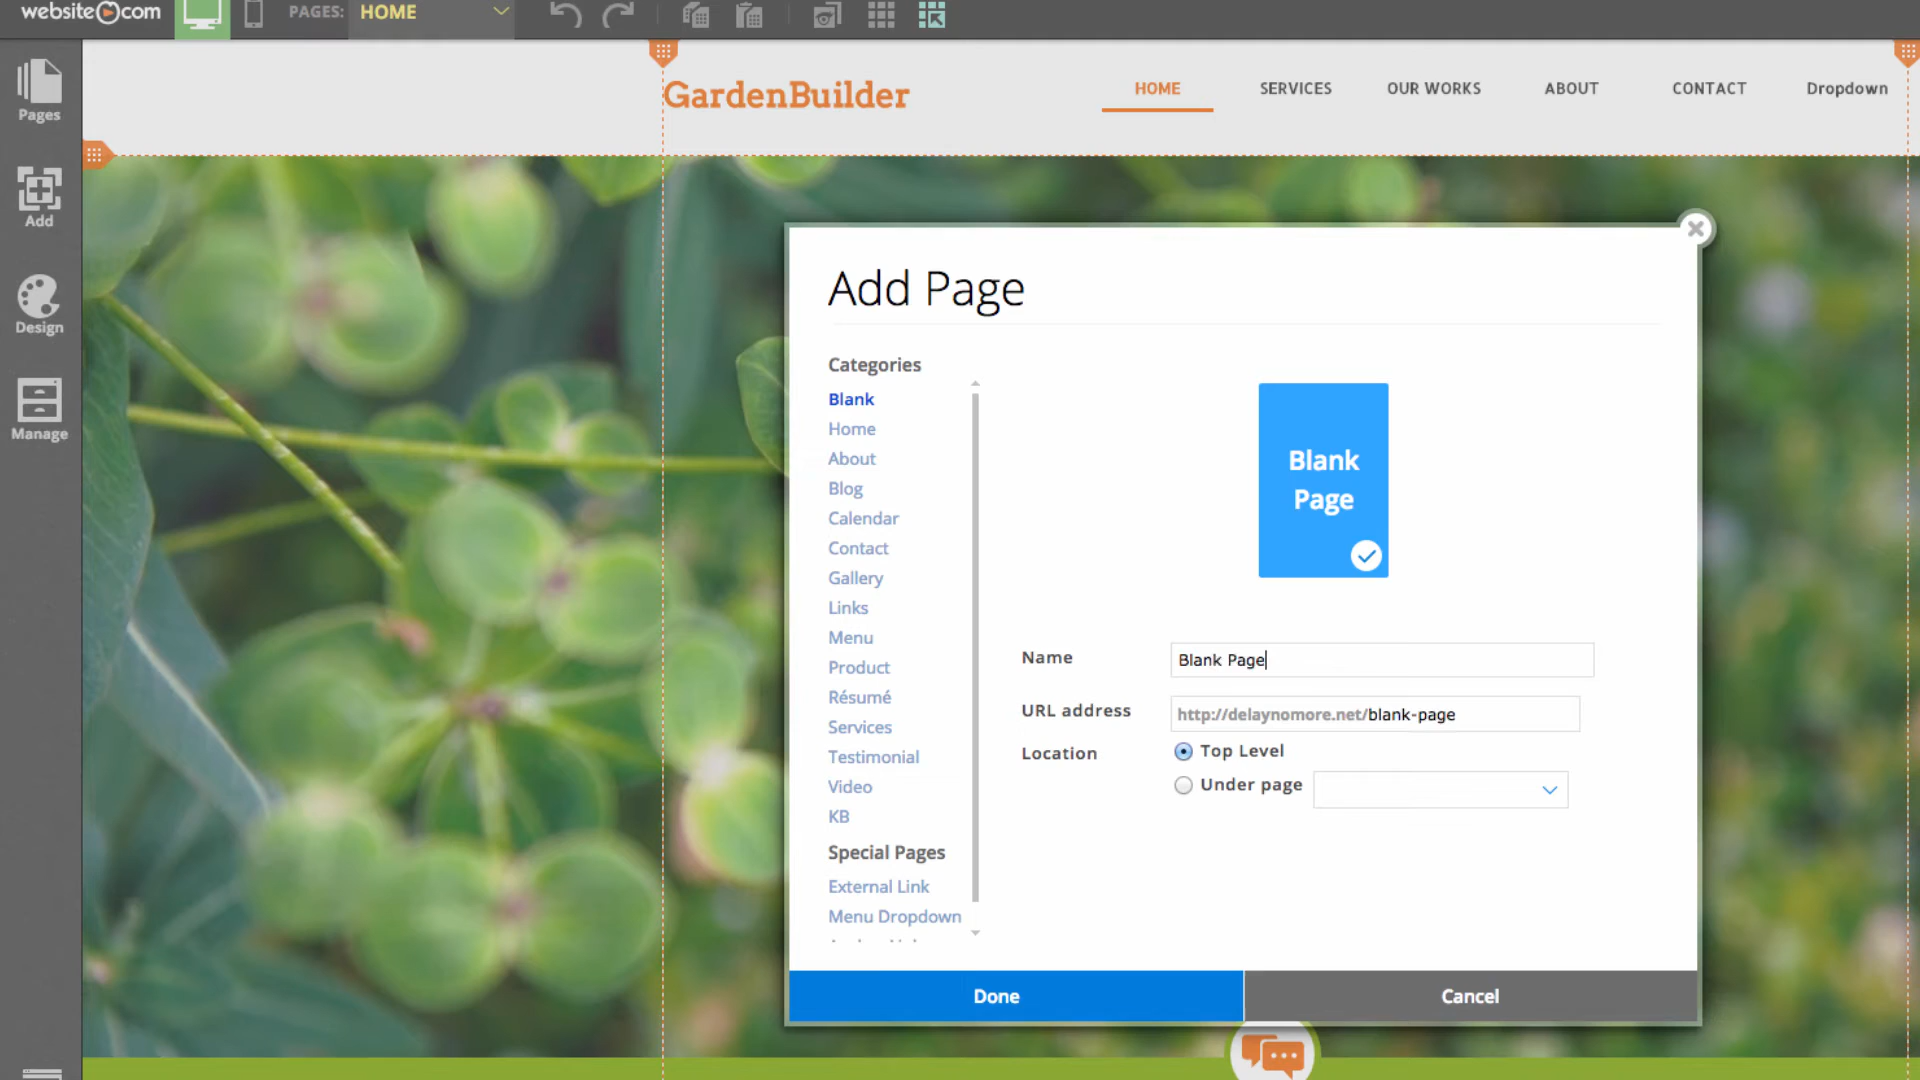 website.com
PAGES: HOME
Pages
Add
Design
Manage
GardenBuilder
HOME SERVICES OUR WORKS ABOUT CONTACT Dropdown
Add Page
Categories
Blank
Home
About
Blog
Calendar
Contact
Gallery
Links
Menu
Product
Résumé
Services
Testimonial
Video
KB
Special Pages
External Link
Menu Dropdown
Blank
Page
Name Blank Page
URL address http://delaynomore.net/blank-page
Location Top Level
Under page
Done Cancel